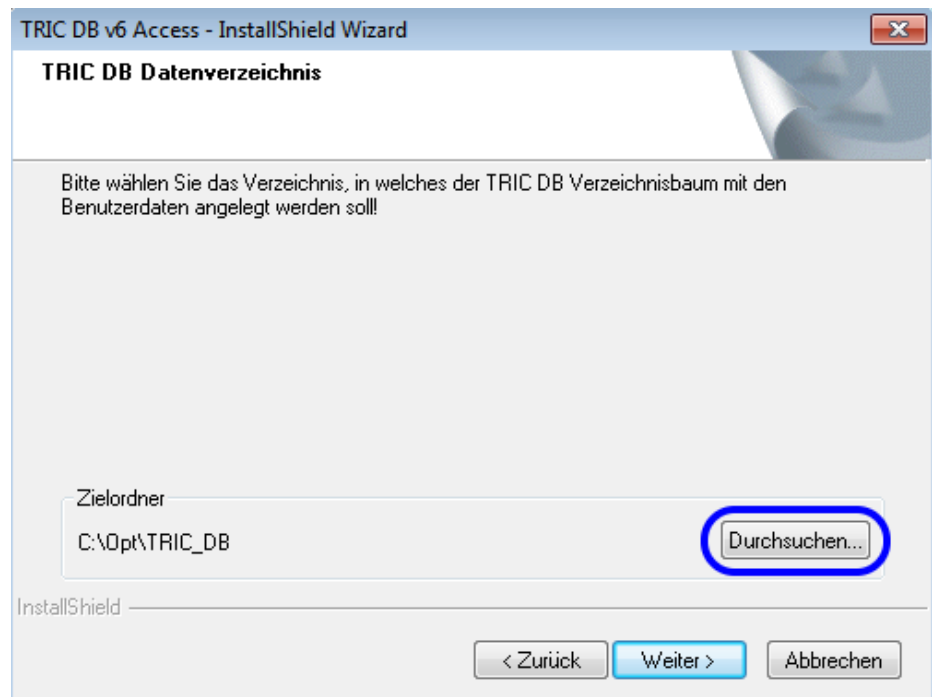 TRIC DB v6 Access - InstallShield Wizard
TRIC DB Datenverzeichnis
Bitte wählen Sie das Verzeichnis, in welches der TRIC DB Verzeichnisbaum mit den
Benutzerdaten angelegt werden soll!
Zielordner
C:\Opt\TRIC_DB
Durchsuchen...
InstallShield
< Zurück
Weiter >
Abbrechen